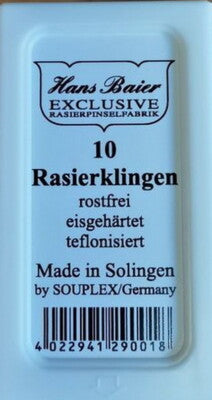 Hans Baier
EXCLUSIVE
RASIERPINSELFABRIK
10
Rasierklingen
rostfrei
eisgehärtet
teflonisiert
Made in Solingen
by SOUPLEX/Germany
4 022941 290018